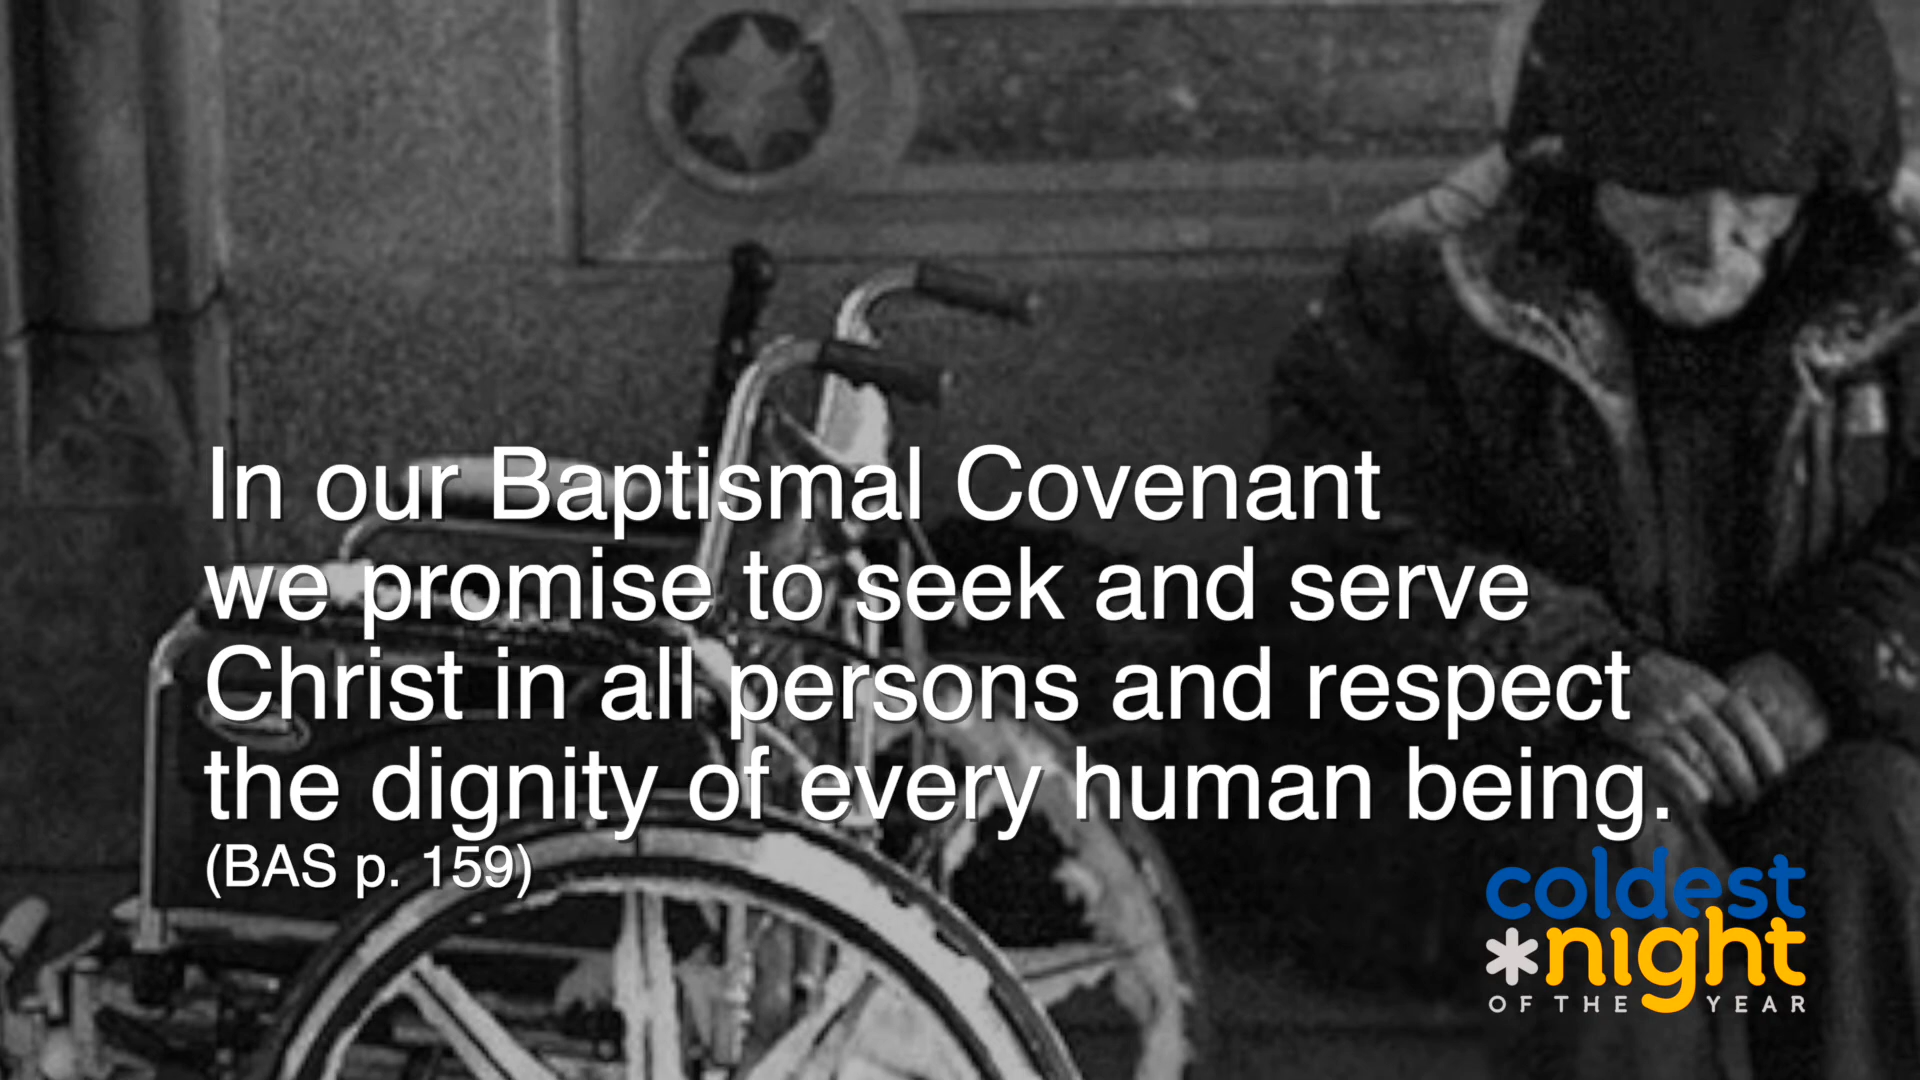 In our Baptismal Covenant
we promise to seek and serve
Christ in all persons and respect
the dignity of every human being.
(BAS p. 159)
coldest
night
OF THE YEAR